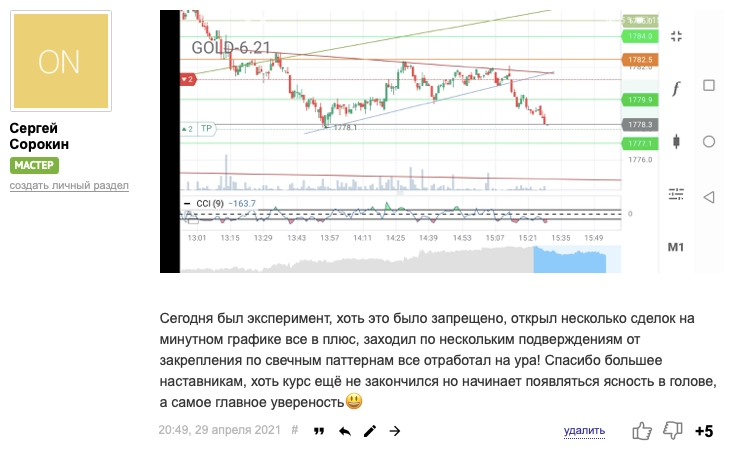 ON
Сергей
Сорокин
МАСТЕР
создать личный раздел
GOLD-6.21
1784.3
1782.5
2
1779.9
2 TP
1778.1
1778.3
1777.1
1776.0
CCI (9) −163.7
0
13:01 13:15 13:29 13:43 13:57 14:11 14:25 14:39 14:53 15:07 15:21 15:35 15:49
f
M1
Сегодня был эксперимент, хоть это было запрещено, открыл несколько сделок на
минутном графике все в плюс, заходил по нескольким подтверждениям от
закрепления по свечным паттернам все отработал на ура! Спасибо большее
наставникам, хоть курс ещё не закончился но начинает появляться ясность в голове,
а самое главное увереность😃
20:49, 29 апреля 2021 #
удалить
+5